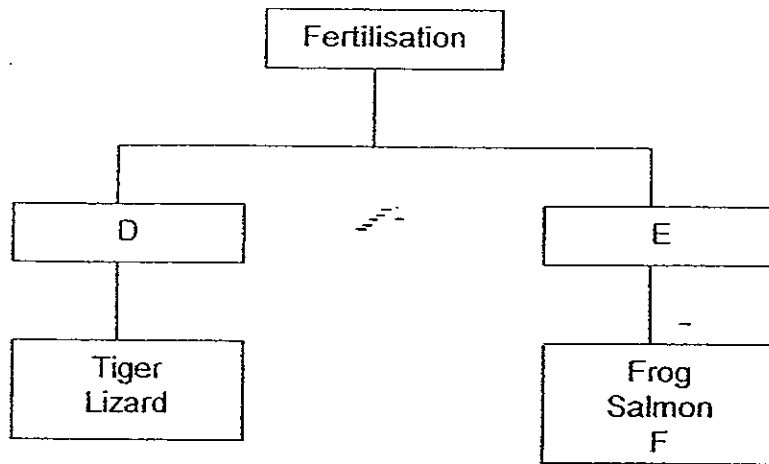 Fertilisation
D
E
Tiger
Lizard
Frog
Salmon
F